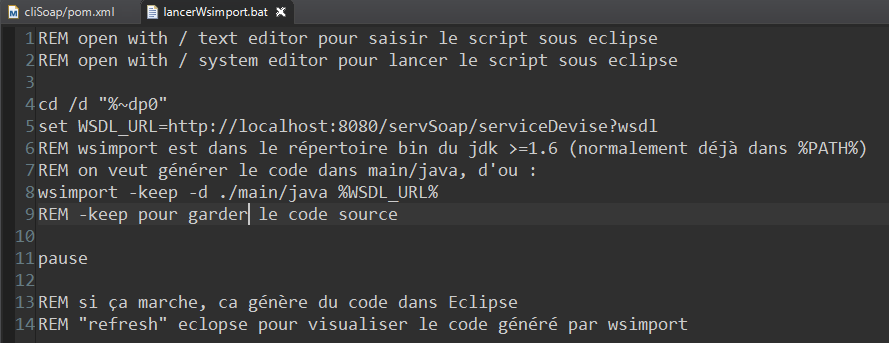 cliSoap/pom.xml lancerWsimport.bat
1 REM open with / text editor pour saisir le script sous eclipse
2 REM open with / system editor pour lancer le script sous eclipse
3
4 cd /d "%~dp0"
5 set WSDL_URL=http://localhost:8080/servSoap/serviceDevise?wsdl
6 REM wsimport est dans le répertoire bin du jdk >=1.6 (normalement déjà dans %PATH%)
7 REM on veut générer le code dans main/java, d'ou :
8 wsimport -keep -d ./main/java %WSDL_URL%
9 REM -keep pour garder le code source
10
11 pause
12
13 REM si ça marche, ca génère du code dans Eclipse
14 REM "refresh" eclopse pour visualiser le code généré par wsimport